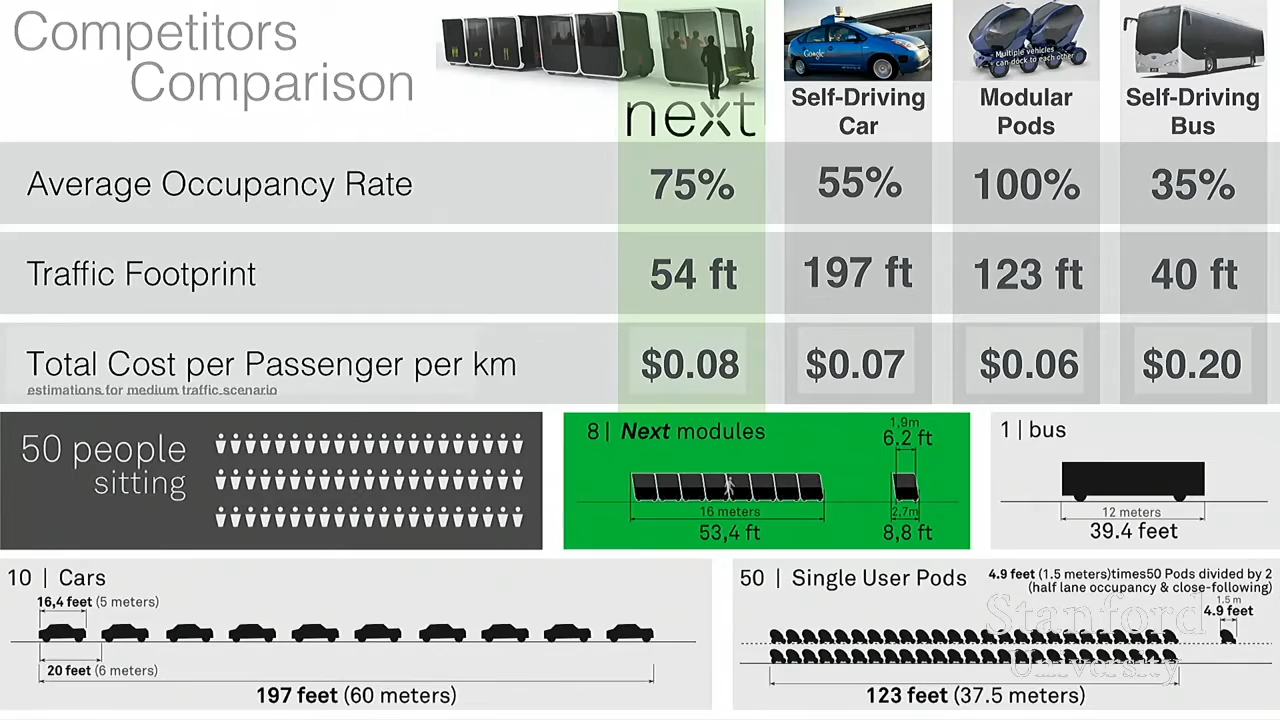 Competitors
Comparison
Google
Multiple vehicles
can dock to each other
next
Self-Driving
Car
Modular
Pods
Self-Driving
Bus
Average Occupancy Rate
75%
55%
100%
35%
Traffic Footprint
54 ft
197 ft
123 ft
40 ft
Total Cost per Passenger per km
estimations for medium traffic scenario
$0.08
$0.07
$0.06
$0.20
50 people
sitting
8| Next modules
1,9m
6.2 ft
16 meters
53,4 ft
2,7m
8,8 ft
1 | bus
12 meters
39.4 feet
10 | Cars
16,4 feet (5 meters)
20 feet (6 meters)
197 feet (60 meters)
50 | Single User Pods
4.9 feet (1.5 meters)times50 Pods divided by 2
(half lane occupancy & close-following)
1.5 m
4.9 feet
123 feet (37.5 meters)
Stanford
University